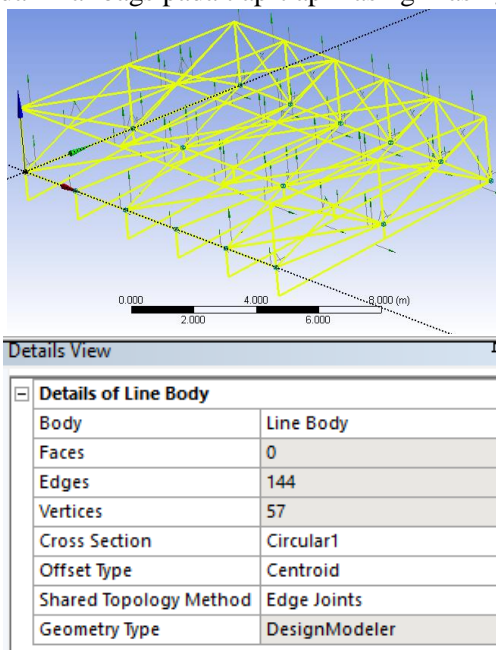 0.000 4.000 8.000 (m)
2.000 6.000
Details View
Details of Line Body
Body Line Body
Faces 0
Edges 144
Vertices 57
Cross Section Circular1
Offset Type Centroid
Shared Topology Method Edge Joints
Geometry Type DesignModeler